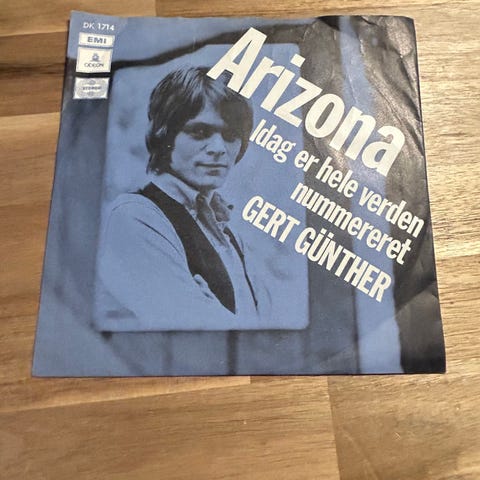 DK 1714
EMI
ODEON
STEREO
Arizona
Idag er hele verden
nummereret
GERT GÜNTHER